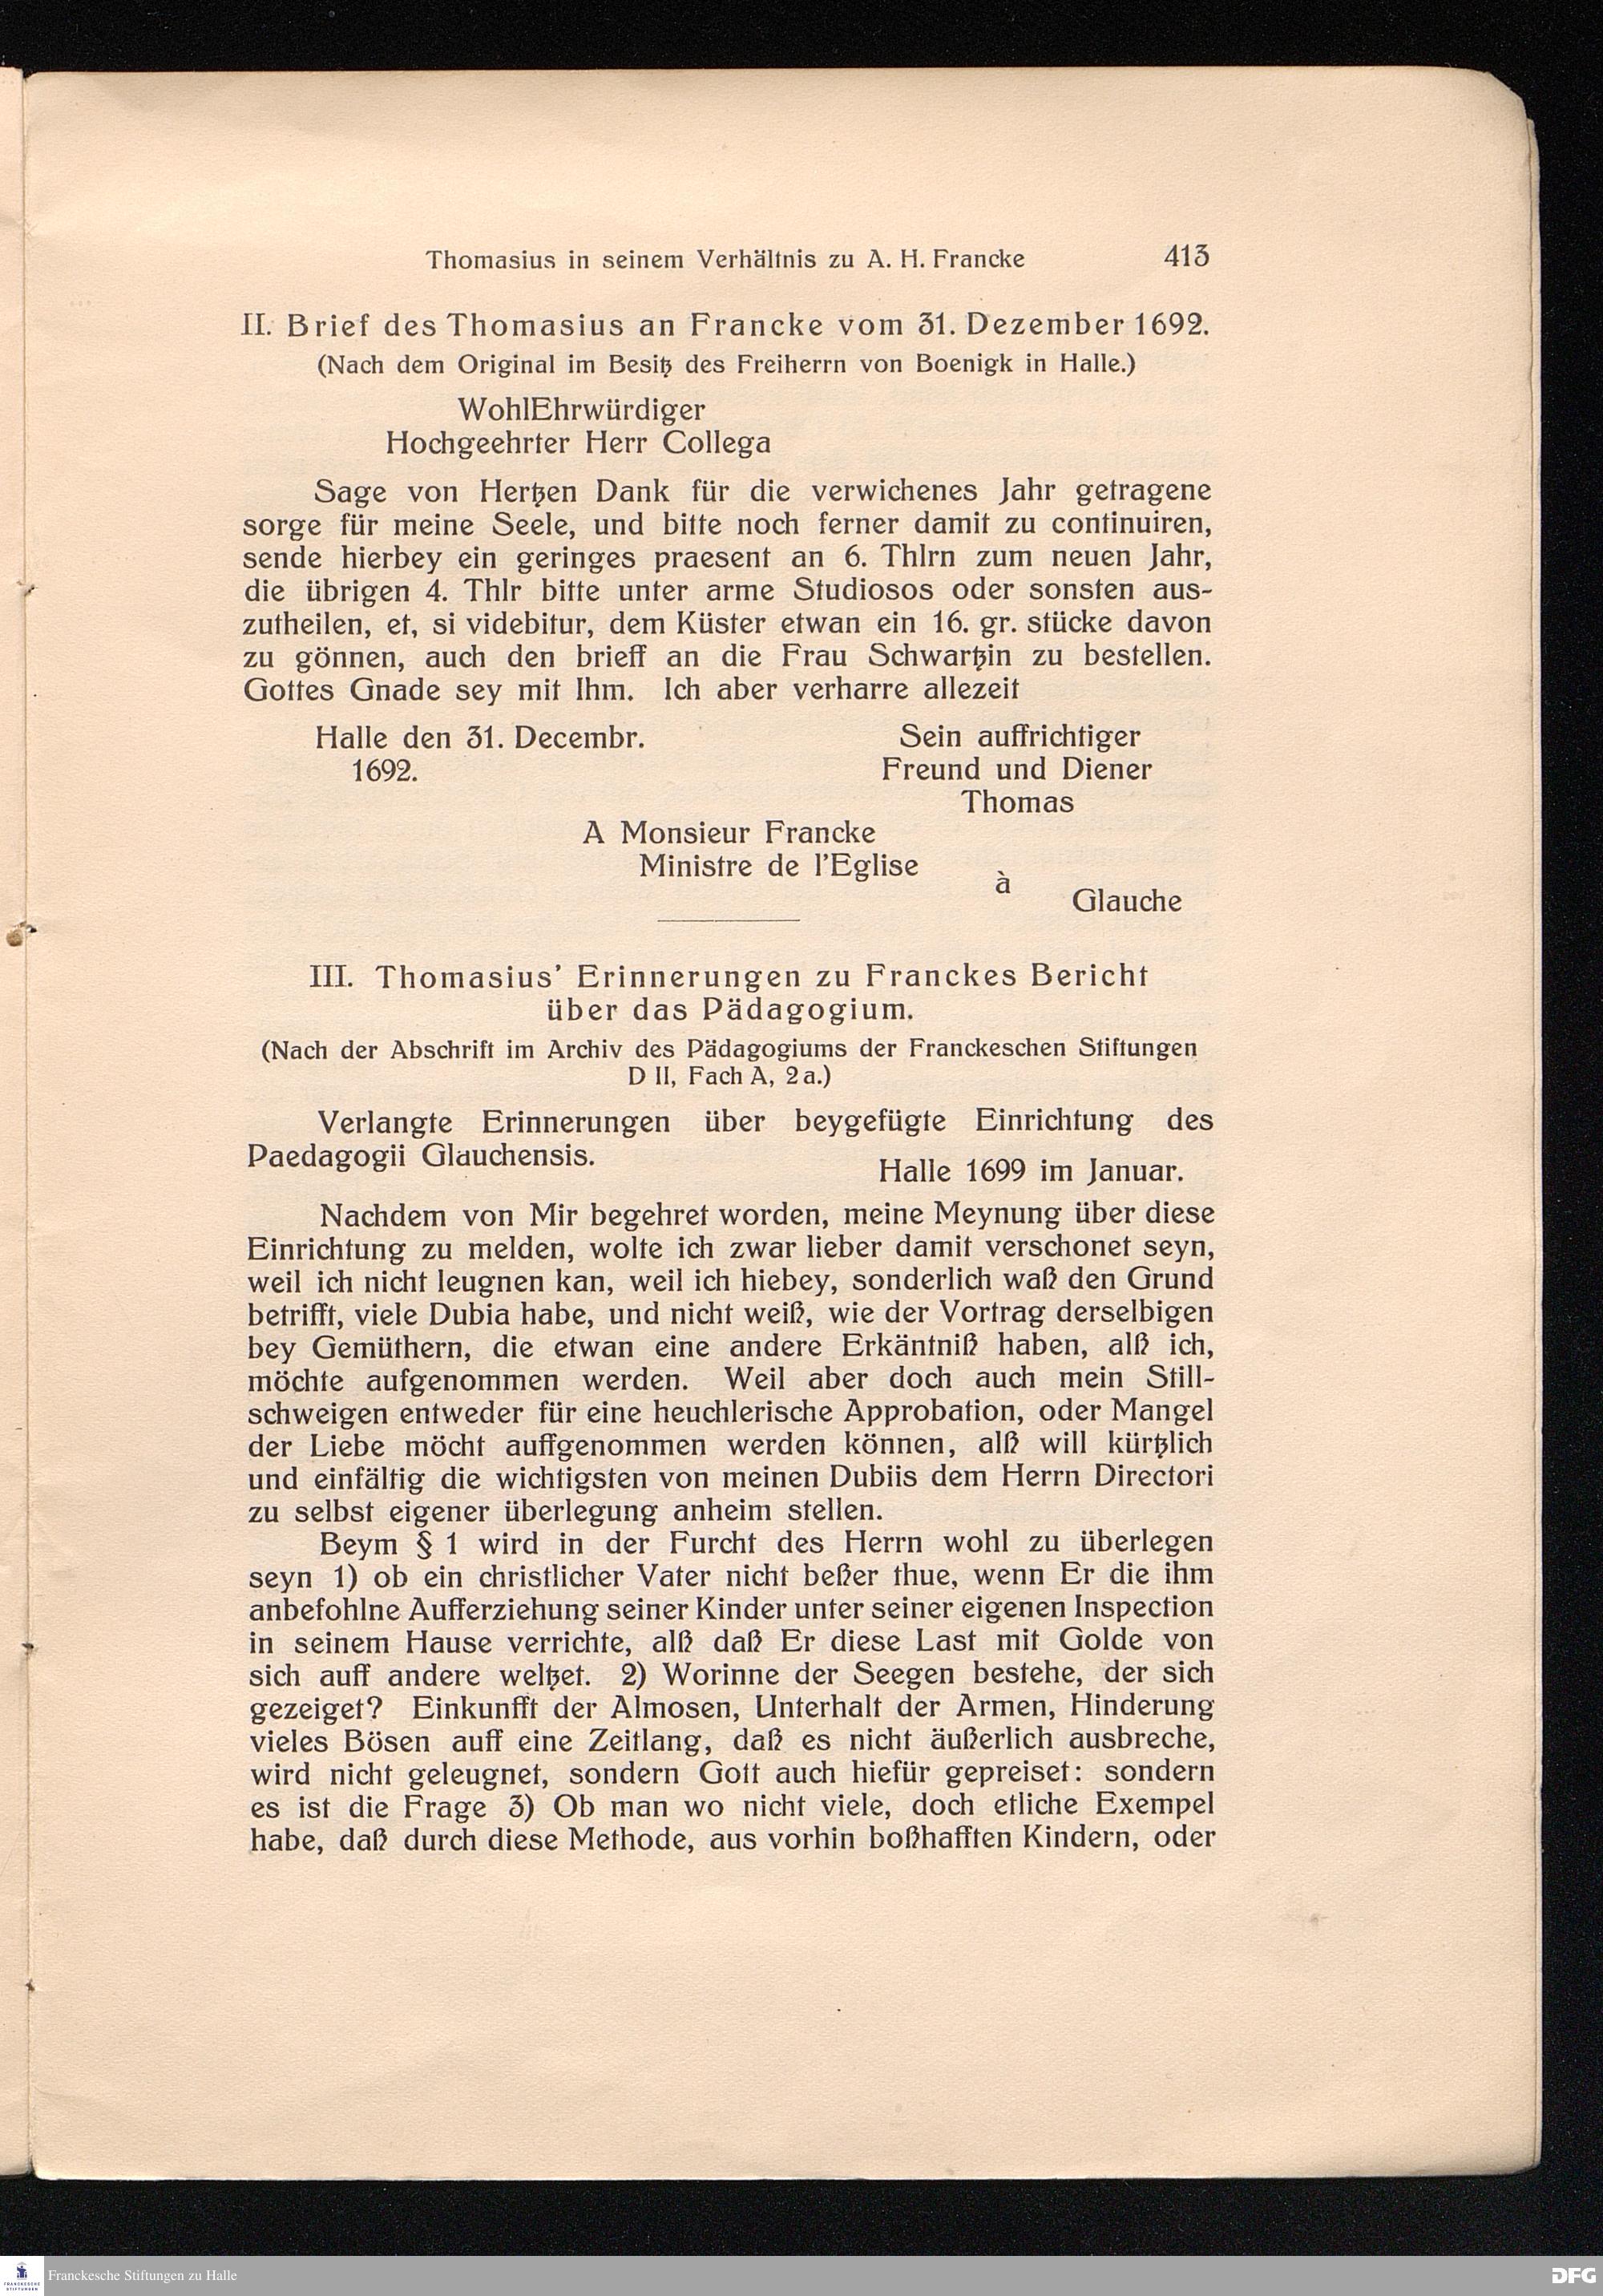 Thomasius in seinem Verhältnis zu A. H. Francke 413
II. Brief des Thomasius an Francke vom 31. Dezember 1692.
(Nach dem Original im Besitz des Freiherrn von Boenigk in Halle.)
WohlEhrwürdiger
Hochgeehrter Herr Collega
Sage von Hertzen Dank für die verwichenes Jahr getragene
sorge für meine Seele, und bitte noch ferner damit zu continuiren,
sende hierbey ein geringes praesent an 6. Thlrn zum neuen Jahr,
die übrigen 4. Thlr bitte unter arme Studiosos oder sonsten aus-
zutheilen, et, si videbitur, dem Küster etwan ein 16. gr. stücke davon
zu gönnen, auch den brieff an die Frau Schwartzin zu bestellen.
Gottes Gnade sey mit Ihm. Ich aber verharre allezeit
Halle den 31. Decembr. Sein auffrichtiger
1692. Freund und Diener
Thomas
A Monsieur Francke
Ministre de l'Eglise
à
Glauche
III. Thomasius' Erinnerungen zu Franckes Bericht
über das Pädagogium.
(Nach der Abschrift im Archiv des Pädagogiums der Franckeschen Stiftungen
D II, Fach A, 2a.)
Verlangte Erinnerungen über beygefügte Einrichtung des
Paedagogii Glauchensis.
Halle 1699 im Januar.
Nachdem von Mir begehret worden, meine Meynung über diese
Einrichtung zu melden, wolte ich zwar lieber damit verschonet seyn,
weil ich nicht leugnen kan, weil ich hiebey, sonderlich waß den Grund
betrifft, viele Dubia habe, und nicht weiß, wie der Vortrag derselbigen
bey Gemüthern, die etwan eine andere Erkäntniß haben, alß ich,
möchte aufgenommen werden. Weil aber doch auch mein Still-
schweigen entweder für eine heuchlerische Approbation, oder Mangel
der Liebe möcht auffgenommen werden können, alß will kürtzlich
und einfältig die wichtigsten von meinen Dubiis dem Herrn Directori
zu selbst eigener überlegung anheim stellen.
Beym § 1 wird in der Furcht des Herrn wohl zu überlegen
seyn 1) ob ein christlicher Vater nicht beßer thue, wenn Er die ihm
anbefohlne Aufferziehung seiner Kinder unter seiner eigenen Inspection
in seinem Hause verrichte, alß daß Er diese Last mit Golde von
sich auff andere weltzet. 2) Worinne der Seegen bestehe, der sich
gezeiget? Einkunfft der Almosen, Unterhalt der Armen, Hinderung
vieles Bösen auff eine Zeitlang, daß es nicht äußerlich ausbreche,
wird nicht geleugnet, sondern Gott auch hiefür gepreiset: sondern
es ist die Frage 3) Ob man wo nicht viele, doch etliche Exempel
habe, daß durch diese Methode, aus vorhin boßhafften Kindern, oder
FRANCKESCHE
STIFTUNGEN
Franckesche Stiftungen zu Halle
DFG